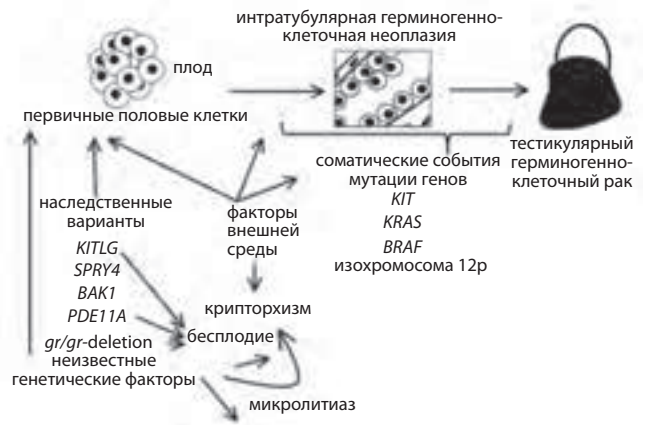 интратубулярная герминогенно-
клеточная неоплазия
плод
первичные половые клетки
тестикулярный
герминогенно-
клеточный рак
соматические события
мутации генов
KIT
KRAS
BRAF
изохромосома 12p
наследственные
варианты
KITLG
SPRY4
BAK1
PDE11A
gr/gr-deletion
неизвестные
генетические факторы
факторы
внешней
среды
крипторхизм
бесплодие
микролитиаз